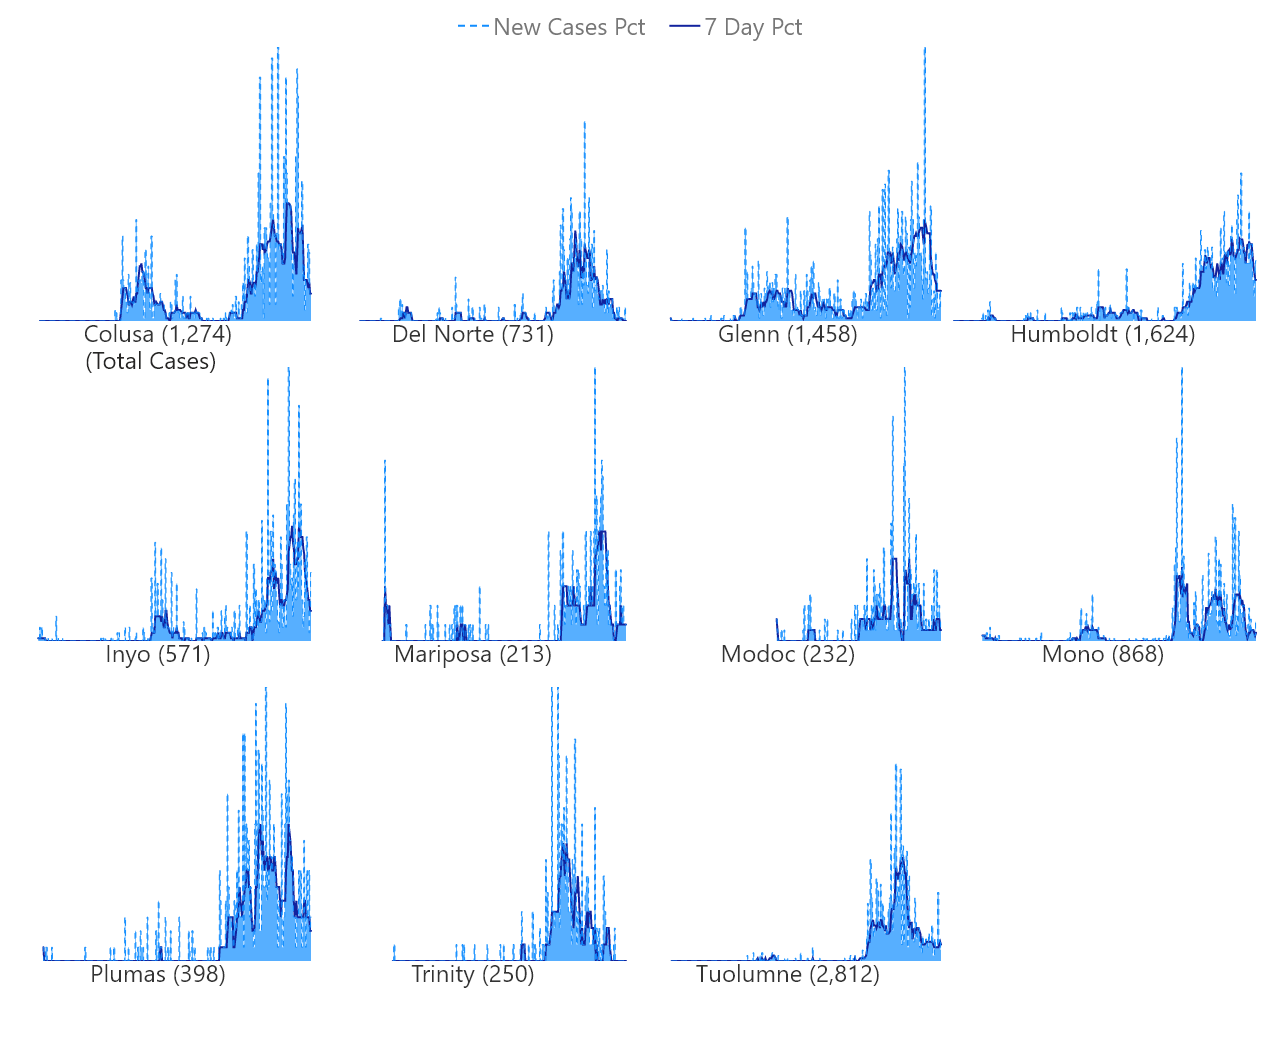 New Cases Pct 7 Day Pct
Colusa (1,274) Del Norte (731) Glenn (1,458) Humboldt (1,624)
(Total Cases)
Inyo (571) Mariposa (213) Modoc (232) Mono (868)
Plumas (398) Trinity (250) Tuolumne (2,812)